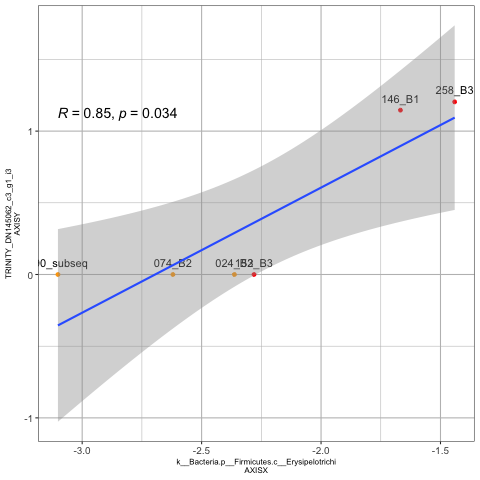 258_B3
146_B1
R = 0.85, p = 0.034
1
TRINITY_DN145062_c3_g1_i3
AXISY
0_subseq
074_B2
024_B2
153_B3
0
-1
-3.0
-2.5
-2.0
-1.5
k__Bacteria.p__Firmicutes.c__Erysipelotrichi
AXISX